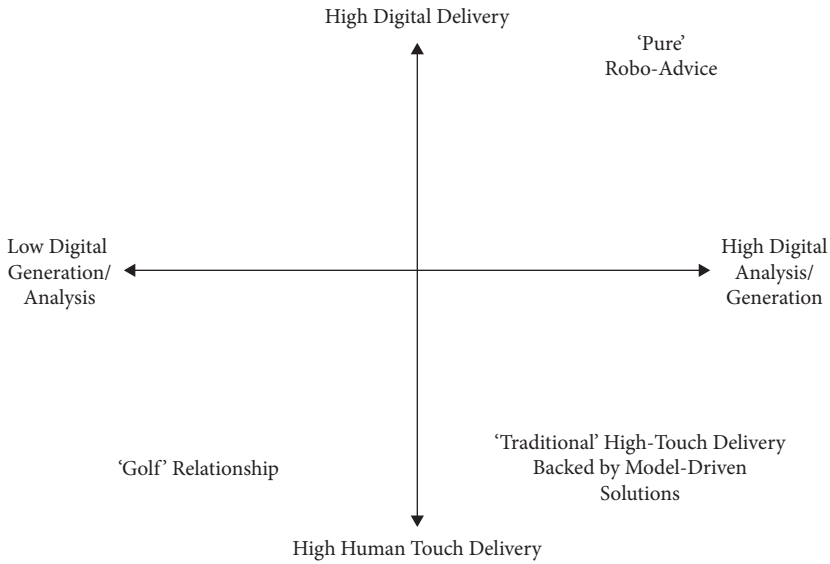 High Digital Delivery
‘Pure’
Robo-Advice
Low Digital
Generation/
Analysis
High Digital
Analysis/
Generation
‘Golf’ Relationship
‘Traditional’ High-Touch Delivery
Backed by Model-Driven
Solutions
High Human Touch Delivery